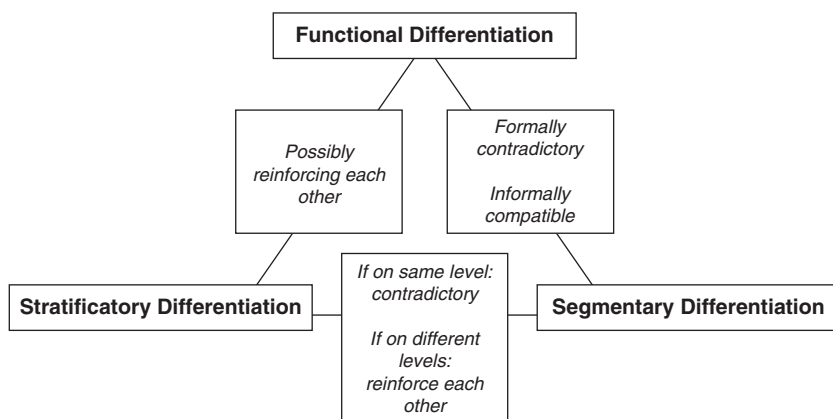 Functional Differentiation
Possibly
reinforcing each
other
Formally
contradictory
Informally
compatible
Stratificatory Differentiation
If on same level:
contradictory
If on different
levels:
reinforce each
other
Segmentary Differentiation